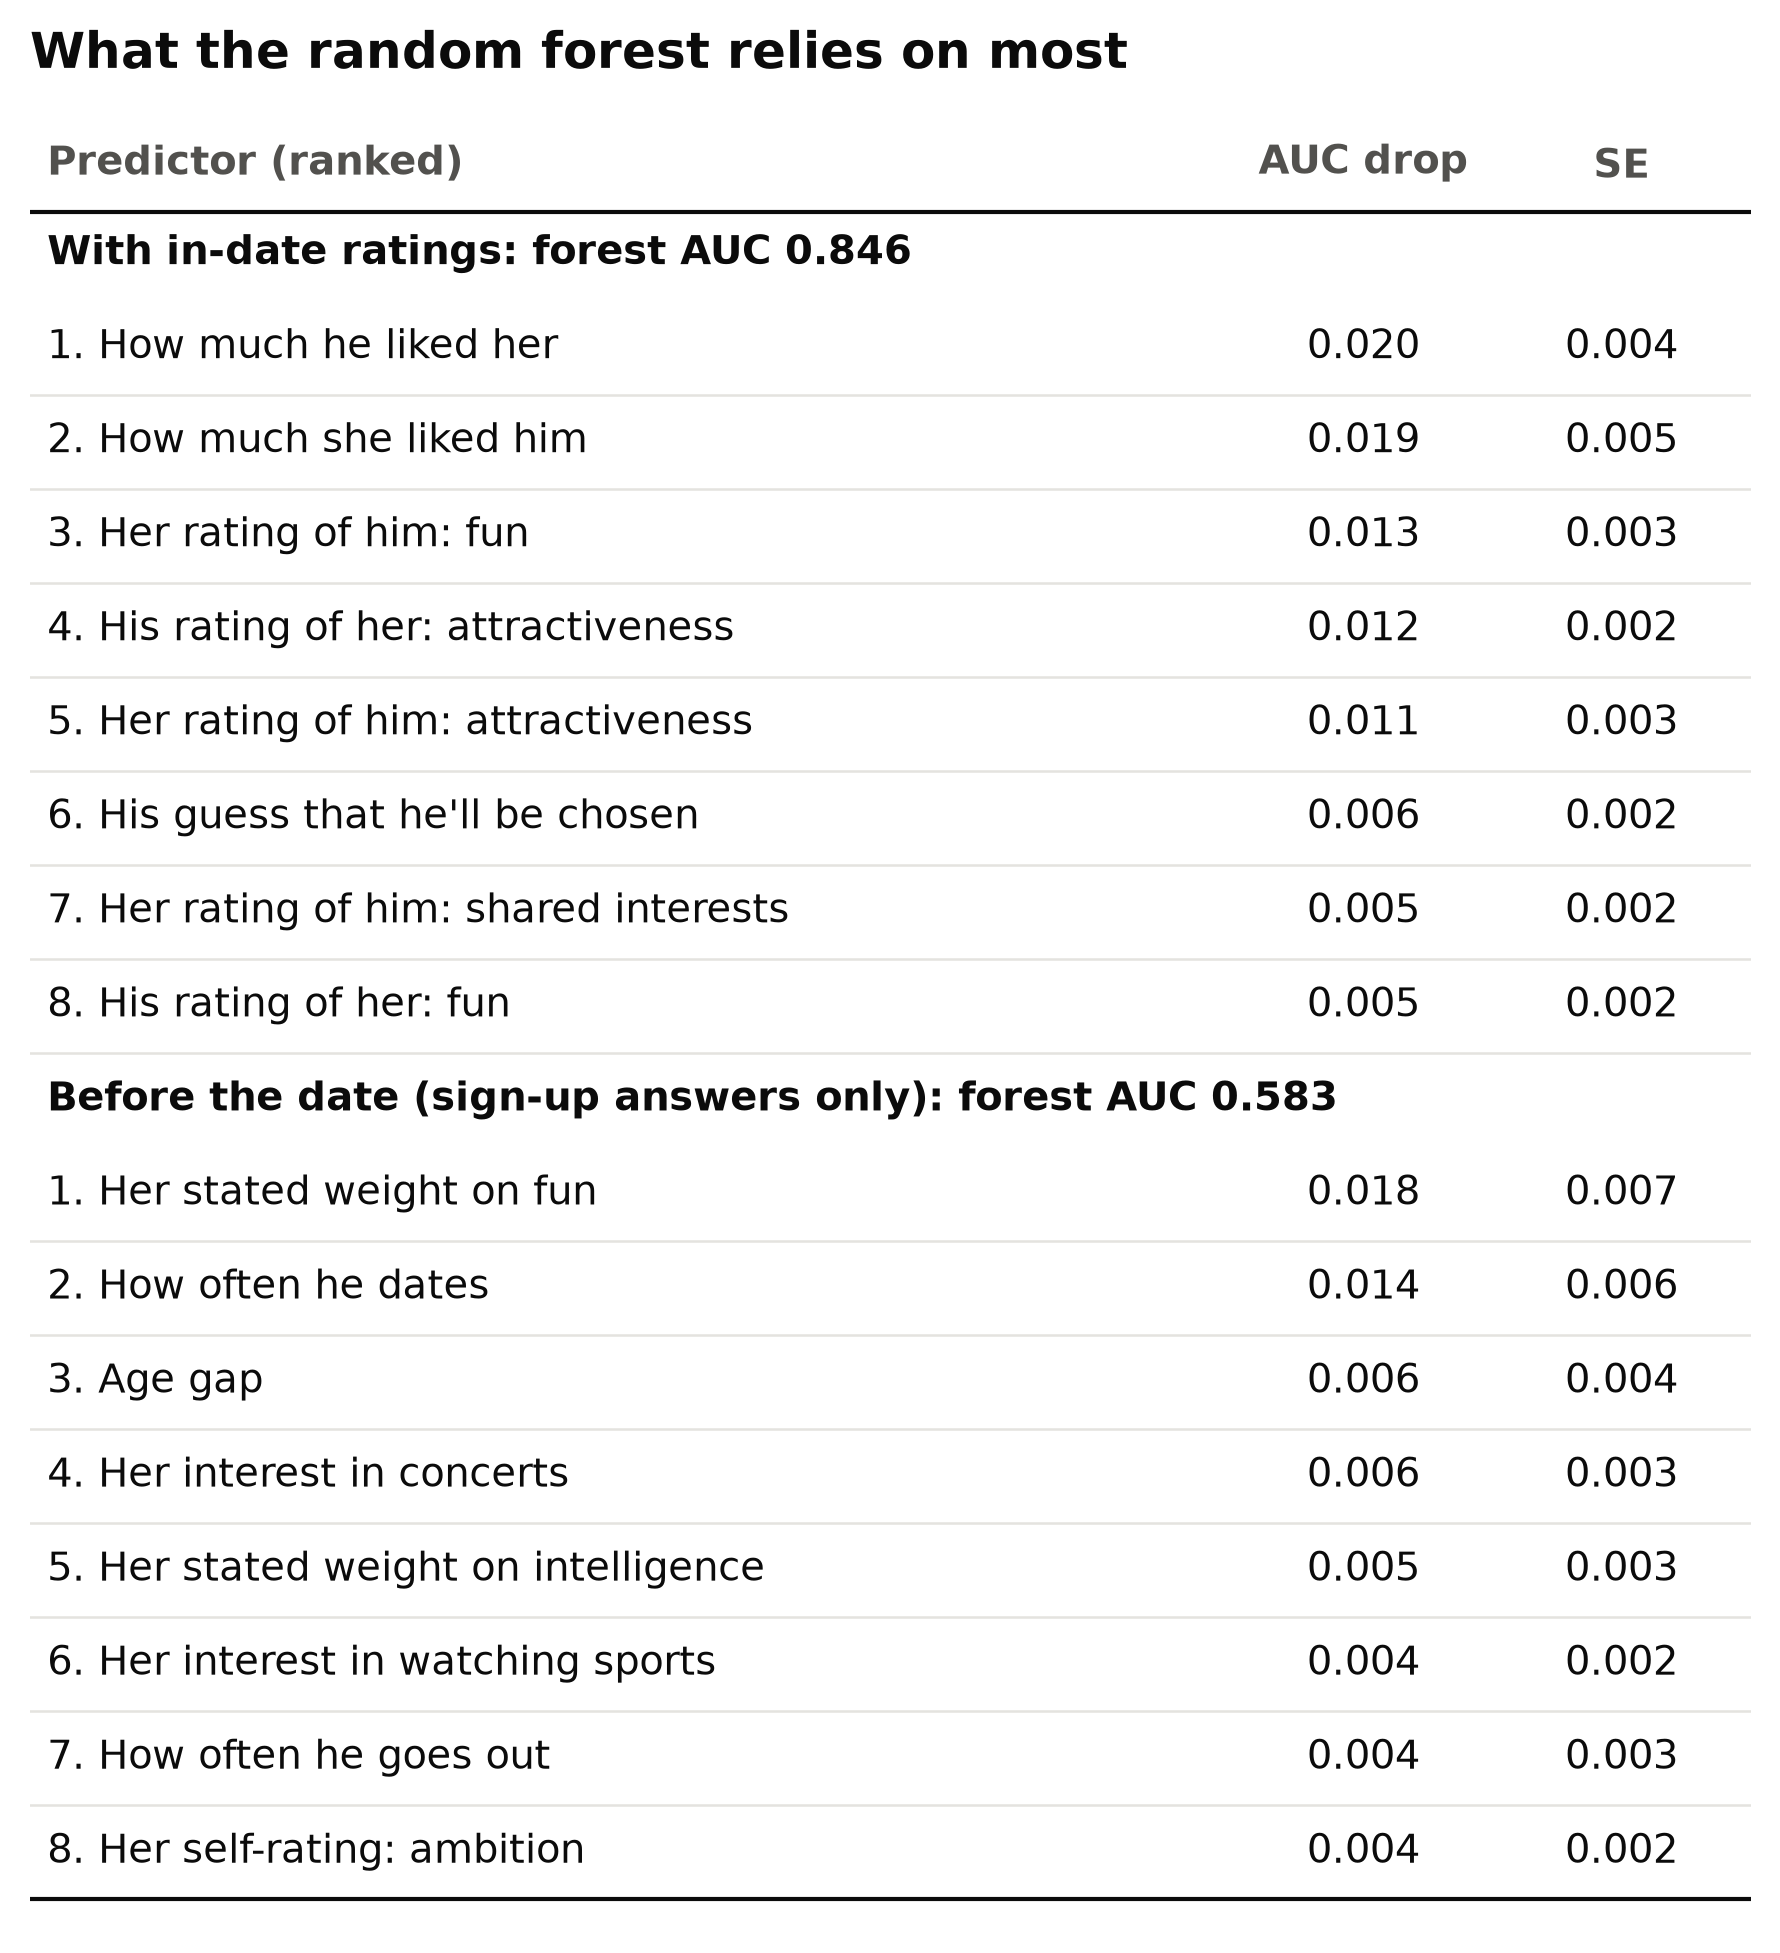 What the random forest relies on most
Predictor (ranked) AUC drop SE
With in-date ratings: forest AUC 0.846
1. How much he liked her 0.020 0.004
2. How much she liked him 0.019 0.005
3. Her rating of him: fun 0.013 0.003
4. His rating of her: attractiveness 0.012 0.002
5. Her rating of him: attractiveness 0.011 0.003
6. His guess that he'll be chosen 0.006 0.002
7. Her rating of him: shared interests 0.005 0.002
8. His rating of her: fun 0.005 0.002
Before the date (sign-up answers only): forest AUC 0.583
1. Her stated weight on fun 0.018 0.007
2. How often he dates 0.014 0.006
3. Age gap 0.006 0.004
4. Her interest in concerts 0.006 0.003
5. Her stated weight on intelligence 0.005 0.003
6. Her interest in watching sports 0.004 0.002
7. How often he goes out 0.004 0.003
8. Her self-rating: ambition 0.004 0.002